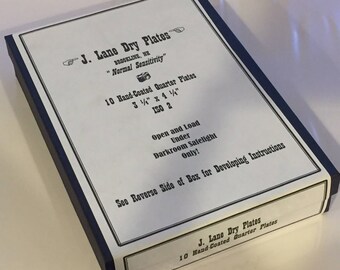 J. Lane Dry Plates
BROOKLINE, NH
"Normal Sensitivity"
10 Hand-Coated Quarter Plates
3 ¼" x 4 ¼"
ISO 2
Open and Load
Under
Darkroom Safelight
Only!
See Reverse Side of Box for Developing Instructions
J. Lane Dry Plates
10 Hand-Coated Quarter Plates